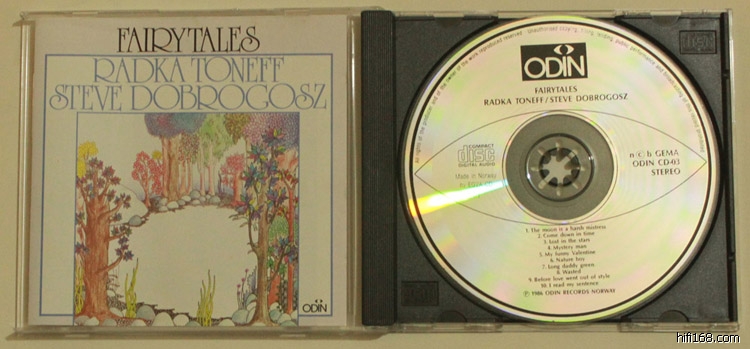 FAIRYTALES
RADKA TONEFF
STEVE DOBROGOSZ
ODIN
ODIN
FAIRYTALES
RADKA TONEFF/STEVE DOBROGOSZ
COMPACT
disc
DIGITAL AUDIO
Made in Norway
n©b GEMA
ODIN CD-03
STEREO
1. The moon is a harsh mistress
2. Come down in time
3. Lost in the stars
4. Mystery man
5. My funny Valentine
6. Nature boy
7. Long daddy green
8. Wasted
9. Before love went out of style
10. I read my sentence
Ⓟ 1986 ODIN RECORDS NORWAY
hifi168.com